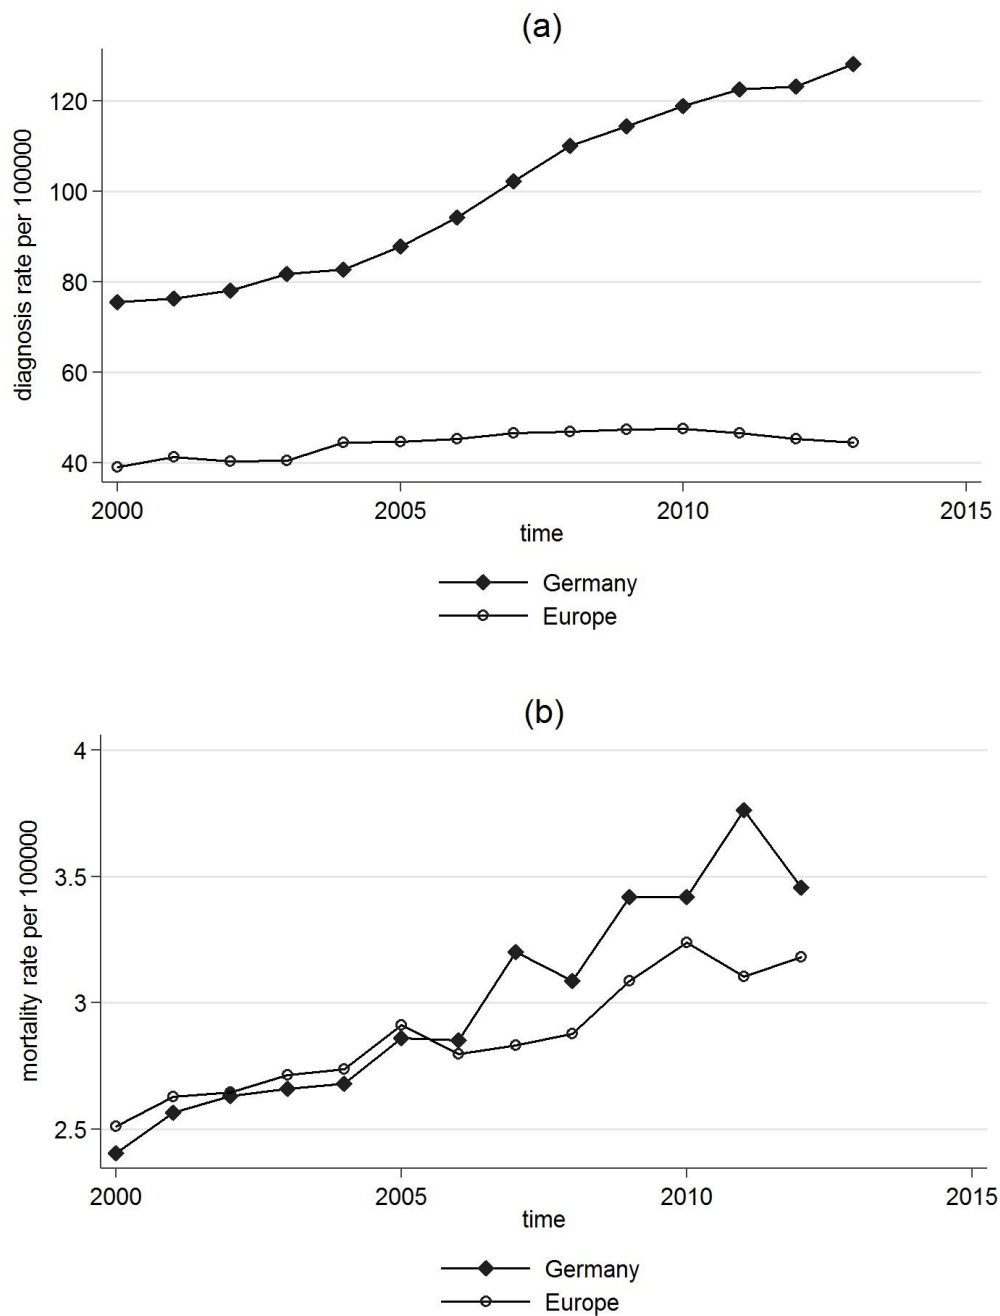 (a)
diagnosis rate per 100000
120
100
80
60
40
2000 2005 2010 2015
time
Germany
Europe
(b)
mortality rate per 100000
4
3.5
3
2.5
2000 2005 2010 2015
time
Germany
Europe